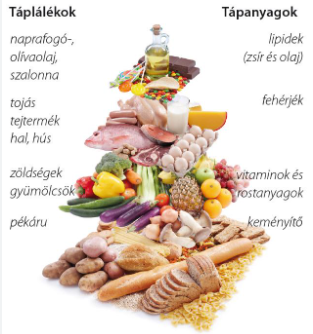 Táplálékok
naprafogó-,
olívaolaj,
szalonna
tojás
tejtermék
hal, hús
zöldségek
gyümölcsök
pékáru
Tápanyagok
lipidek
(zsír és olaj)
fehérjék
vitaminok és
rostanyagok
keményítő